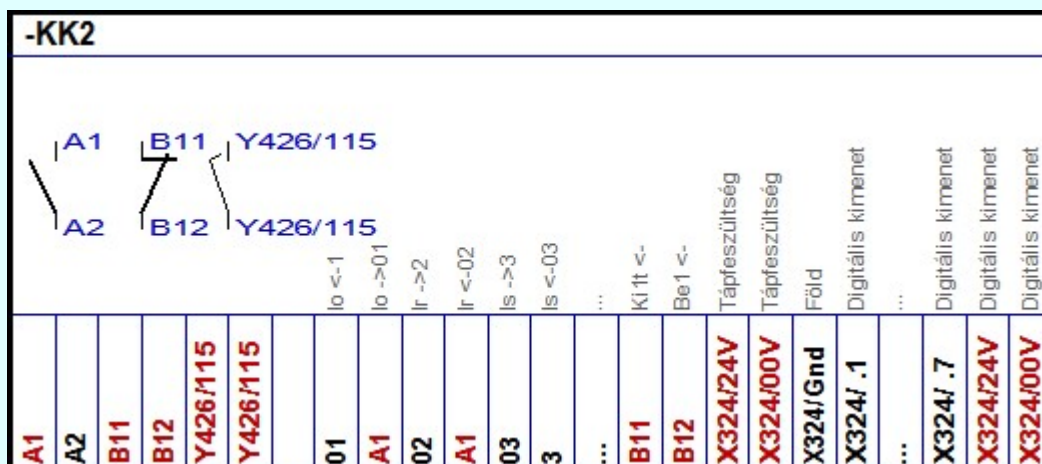 -KK2
A1 B11 Y426/115
A2 B12 Y426/115
Io <-1
Io ->01
Ir ->2
Ir <-02
Is ->3
Is <-03
...
Ki 1t <-
Be1 <-
Tápfeszültség
Tápfeszültség
Föld
Digitális kimenet
...
Digitális kimenet
Digitális kimenet
Digitális kimenet
A1
A2
B11
B12
Y426/115
Y426/115
01
A1
02
A1
03
3
...
B11
B12
X324/24V
X324/00V
X324/Gnd
X324/ .1
...
X324/ .7
X324/24V
X324/00V